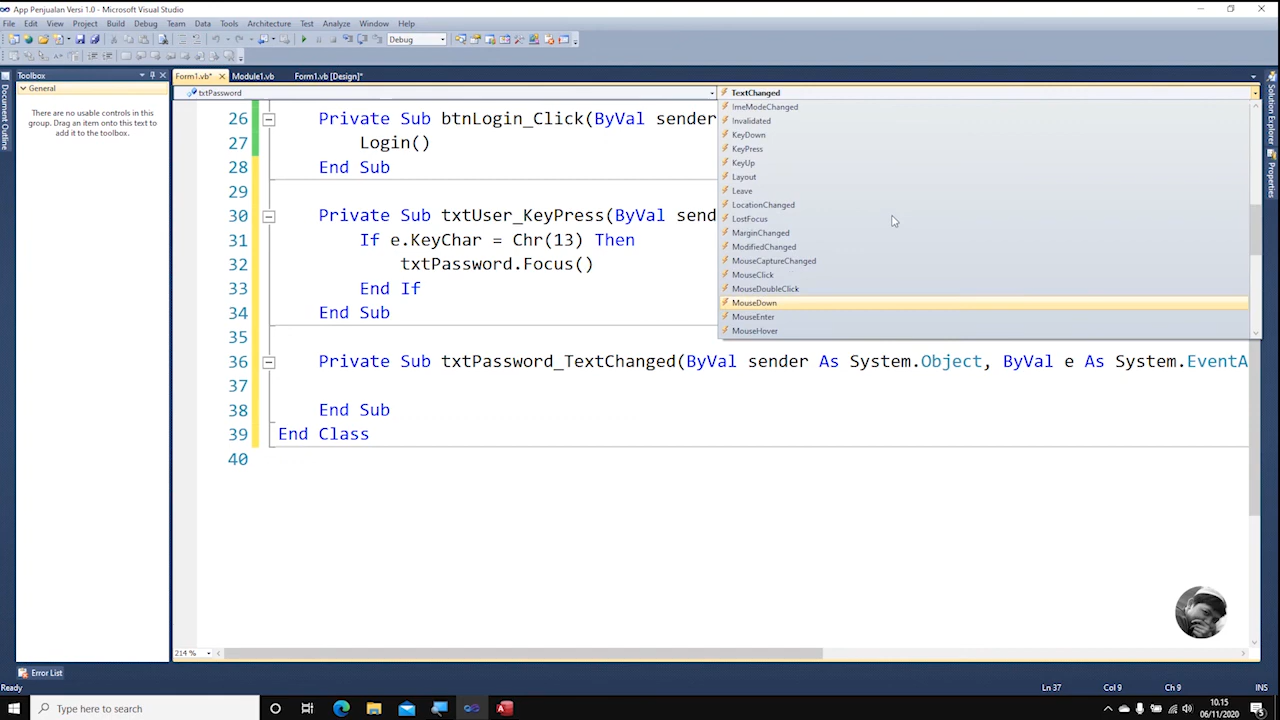 App Penjualan Versi 1.0 - Microsoft Visual Studio
File Edit View Project Build Debug Team Data Tools Architecture Test Analyze Window Help
Debug
Toolbox
Form1.vb* Module1.vb Form1.vb [Design]*
General
txtPassword TextChanged
There are no usable controls in this
group. Drag an item onto this text to
add it to the toolbox.
Document Outline
Solution Explorer
Properties
ImeModeChanged
Invalidated
KeyDown
KeyPress
KeyUp
Layout
Leave
LocationChanged
LostFocus
MarginChanged
ModifiedChanged
MouseCaptureChanged
MouseClick
MouseDoubleClick
MouseDown
MouseEnter
MouseHover
26 Private Sub btnLogin_Click(ByVal sender
27 Login()
28 End Sub
29
30 Private Sub txtUser_KeyPress(ByVal send
31 If e.KeyChar = Chr(13) Then
32 txtPassword.Focus()
33 End If
34 End Sub
35
36 Private Sub txtPassword_TextChanged(ByVal sender As System.Object, ByVal e As System.EventA
37
38 End Sub
39 End Class
40
214 %
Error List
Ready Ln 37 Col 9 Ch 9 INS
Type here to search
10.15
06/11/2020
5